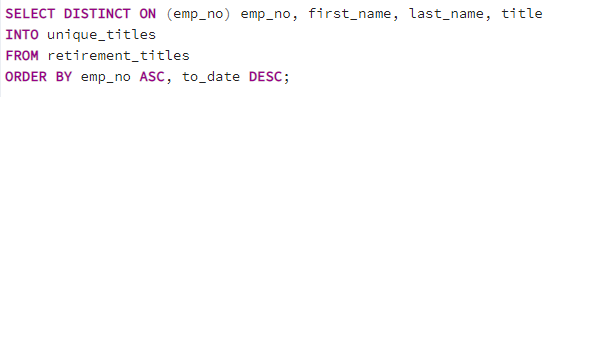 SELECT DISTINCT ON (emp_no) emp_no, first_name, last_name, title
INTO unique_titles
FROM retirement_titles
ORDER BY emp_no ASC, to_date DESC;